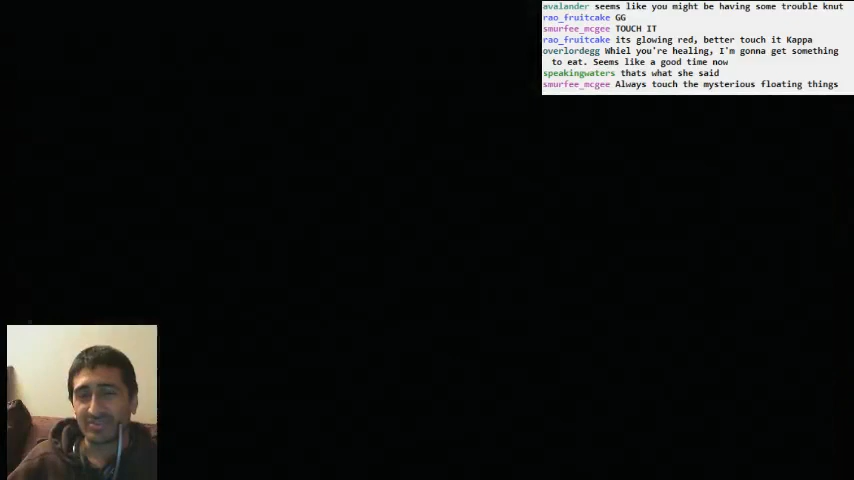 avalander seems like you might be having some trouble knut
rao_fruitcake GG
smurfee_mcgee TOUCH IT
rao_fruitcake its glowing red, better touch it Kappa
overlordegg Whiel you're healing, I'm gonna get something
to eat. Seems like a good time now
speakingwaters thats what she said
smurfee_mcgee Always touch the mysterious floating things